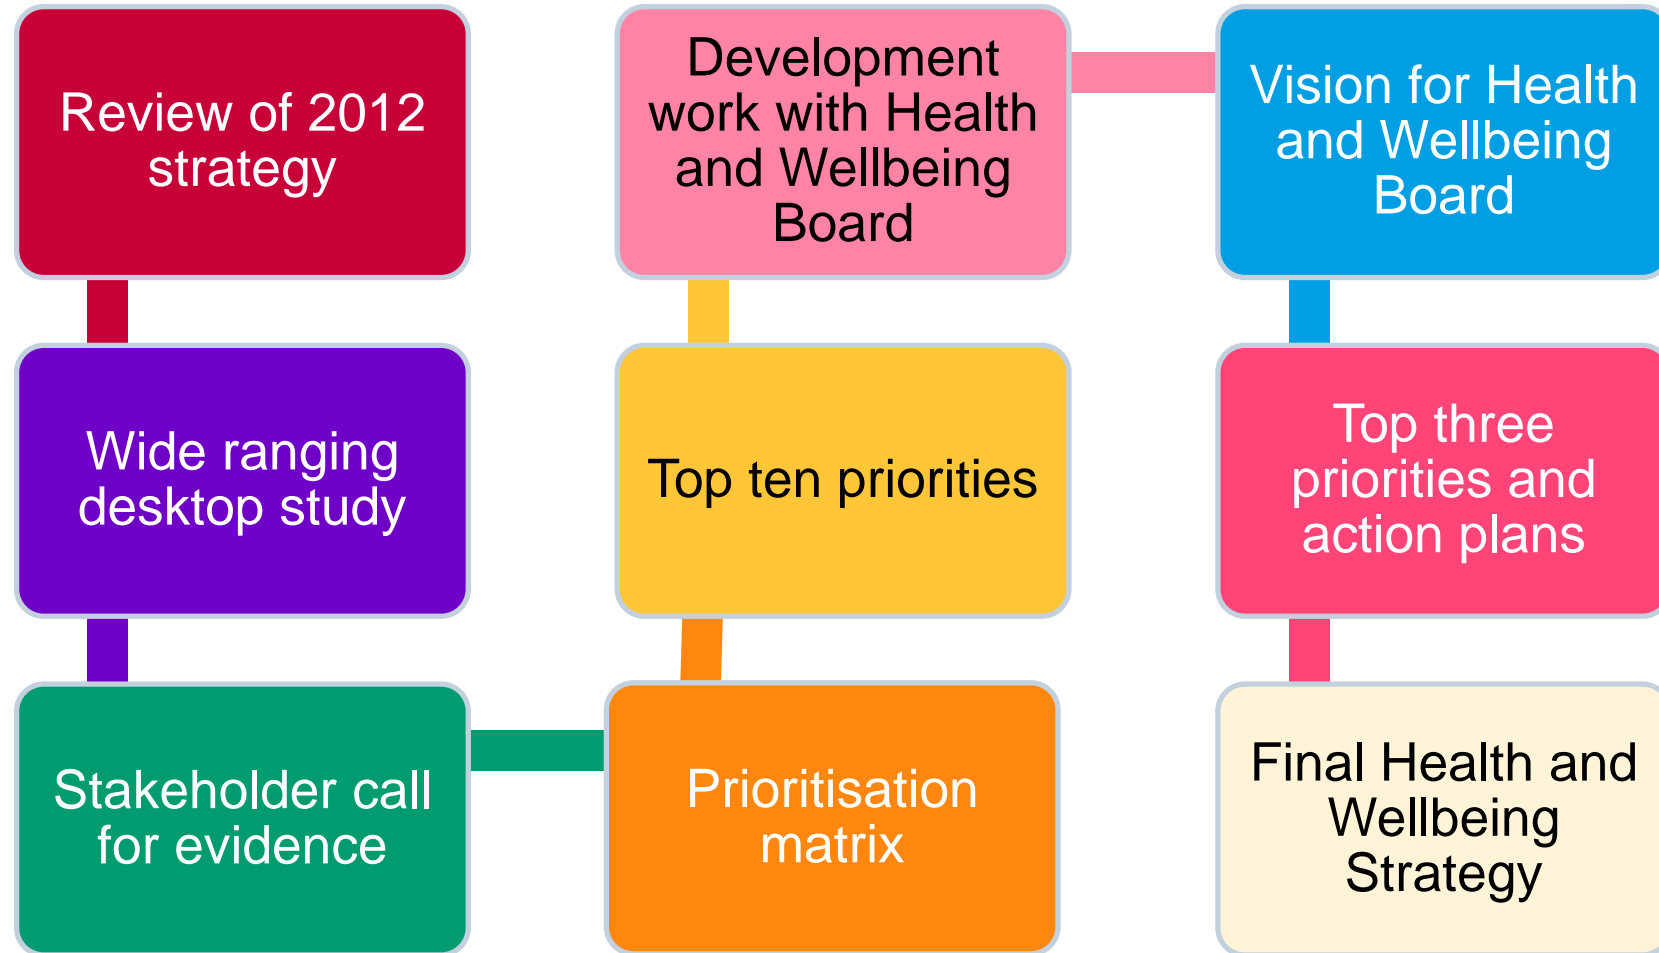 Review of 2012
strategy
Wide ranging
desktop study
Stakeholder call
for evidence
Prioritisation
matrix
Top ten priorities
Development
work with Health
and Wellbeing
Board
Vision for Health
and Wellbeing
Board
Top three
priorities and
action plans
Final Health and
Wellbeing
Strategy